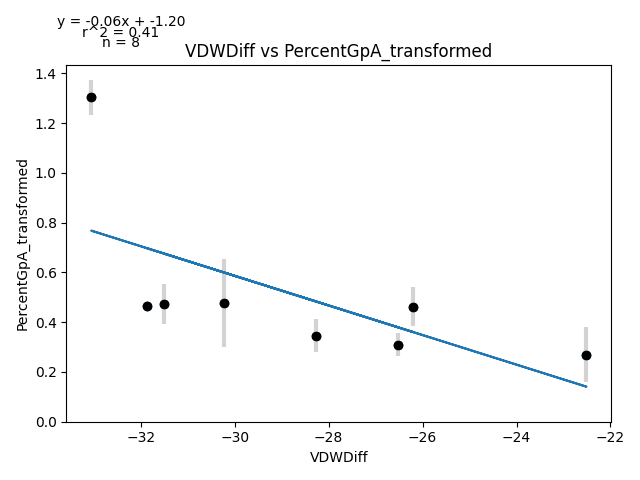 y = -0.06x + -1.20
r^2 = 0.41
n = 8
VDWDiff vs PercentGpA_transformed
PercentGpA_transformed
1.4
1.2
1.0
0.8
0.6
0.4
0.2
0.0
−32
−30
−28
−26
−24
−22
VDWDiff